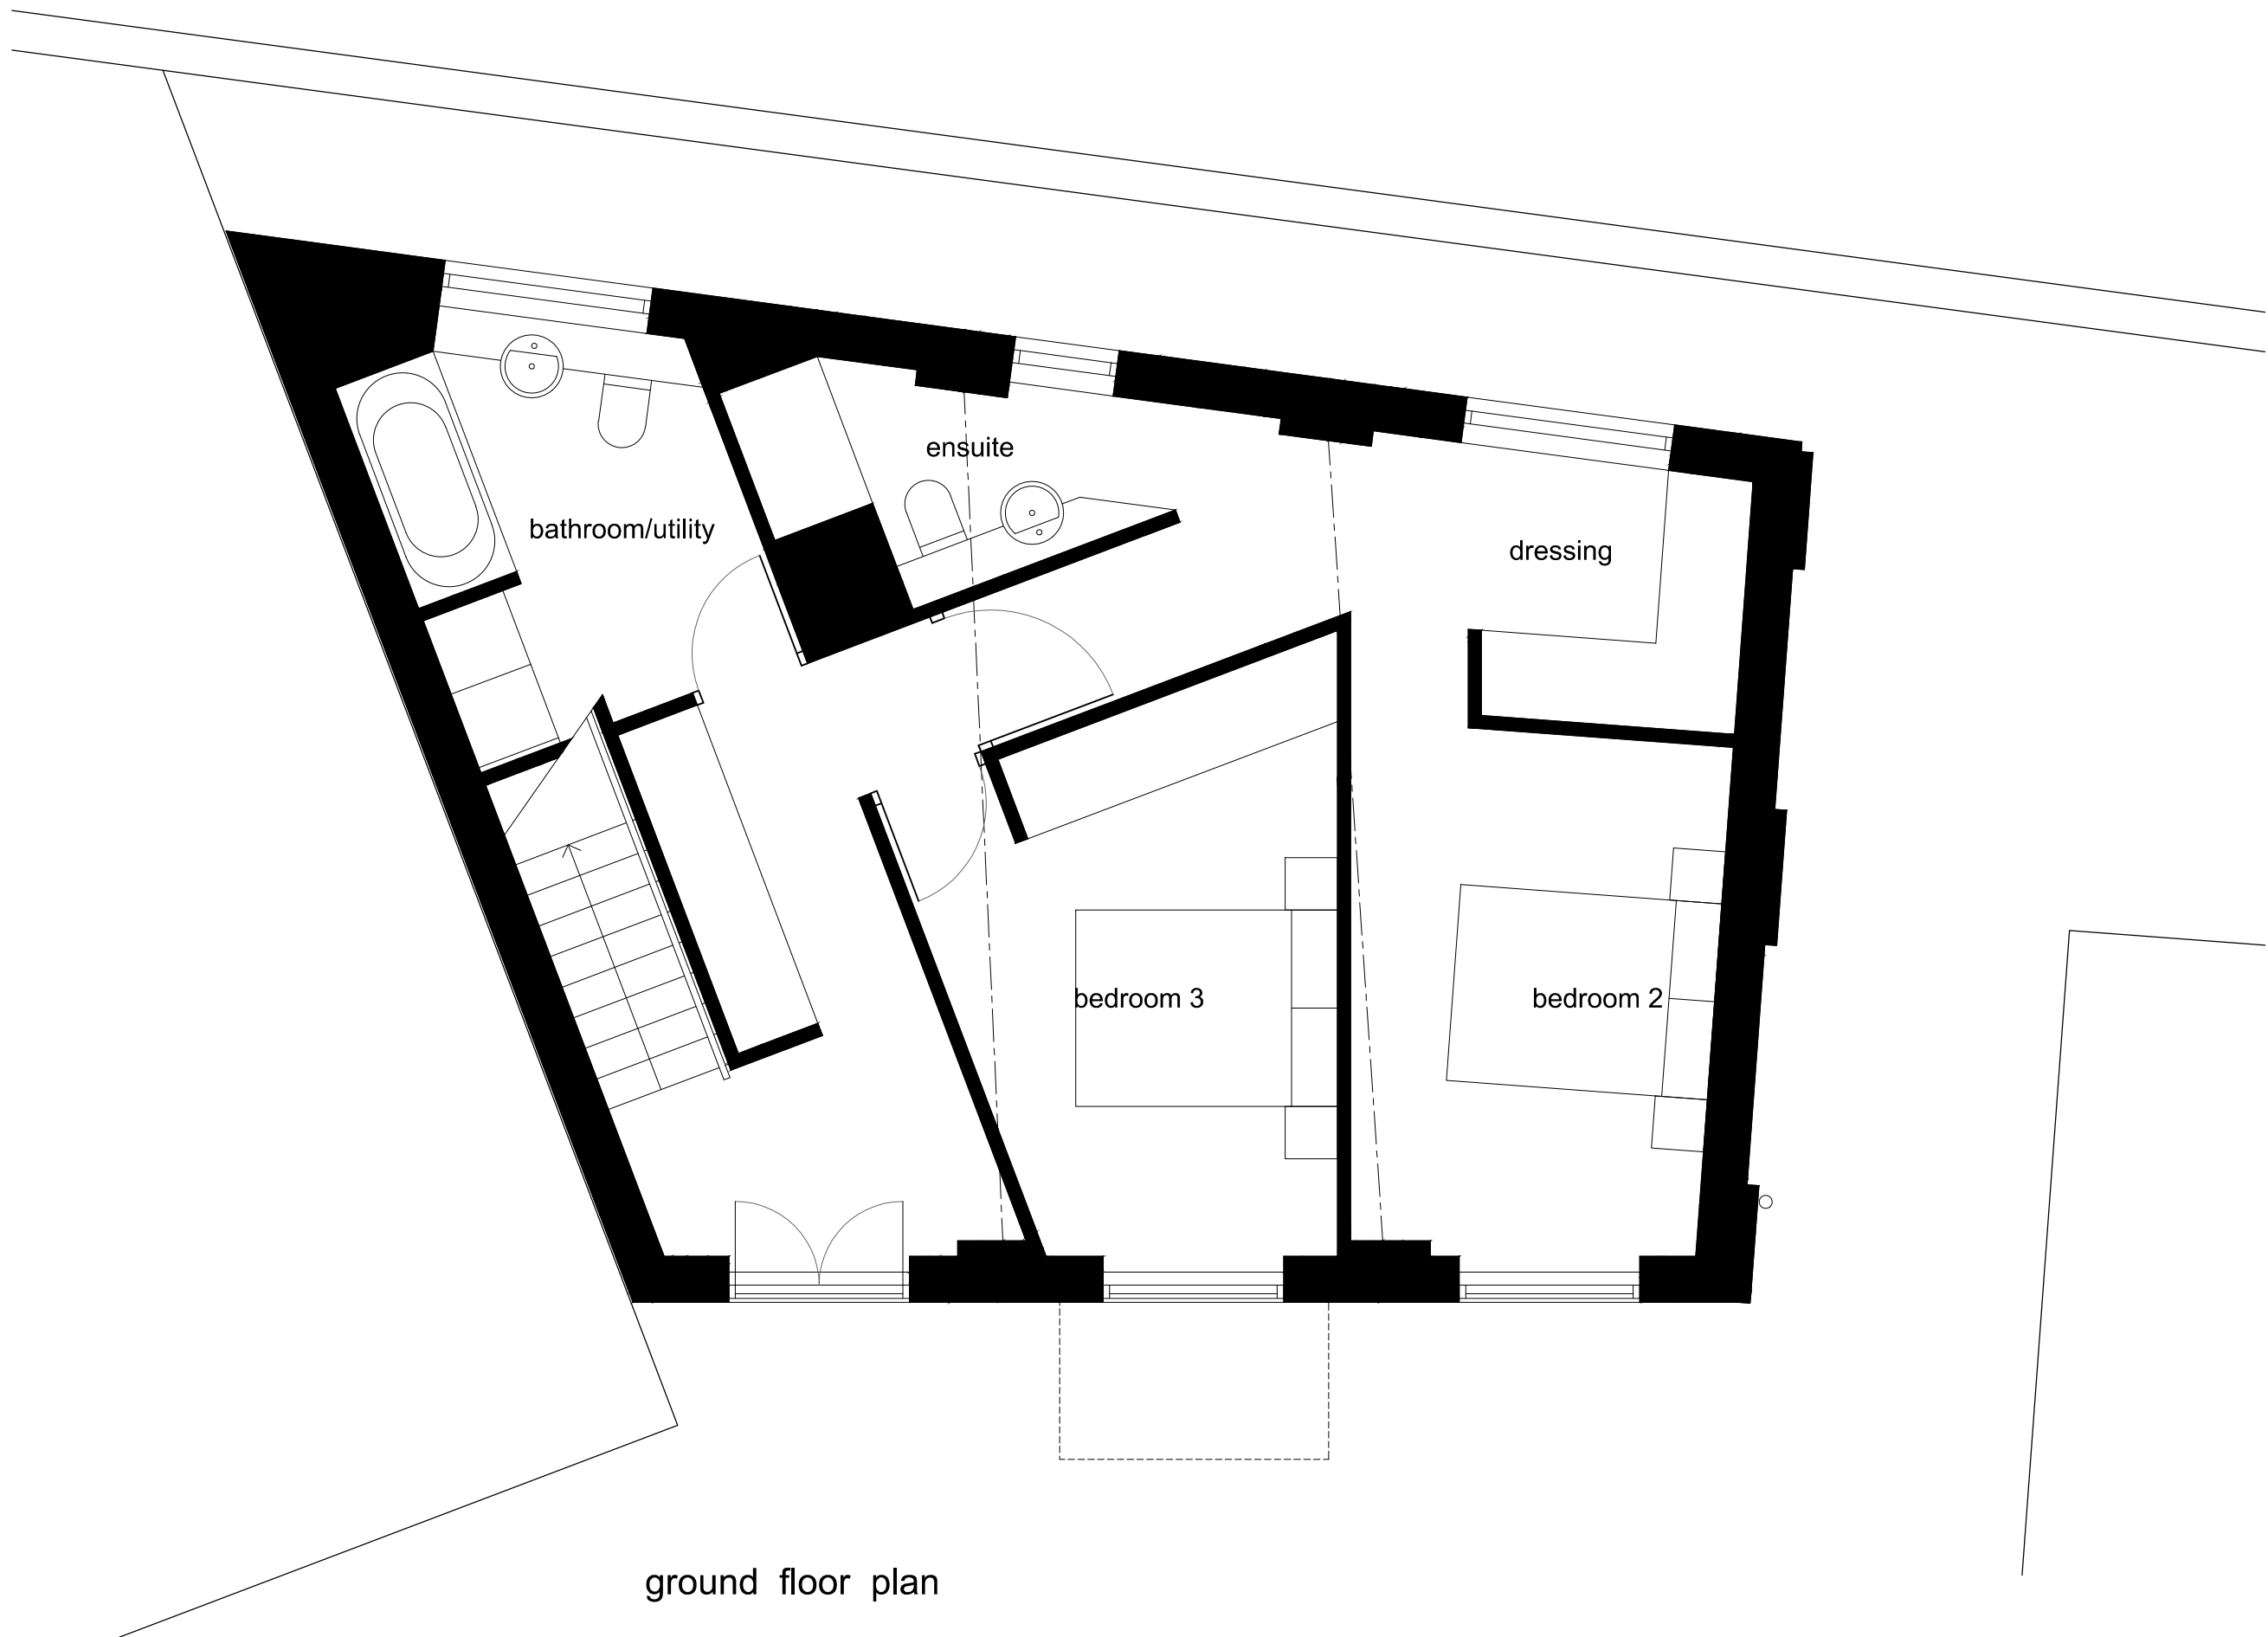 ensuite
bathroom/utility
dressing
bedroom 3
bedroom 2
ground floor plan